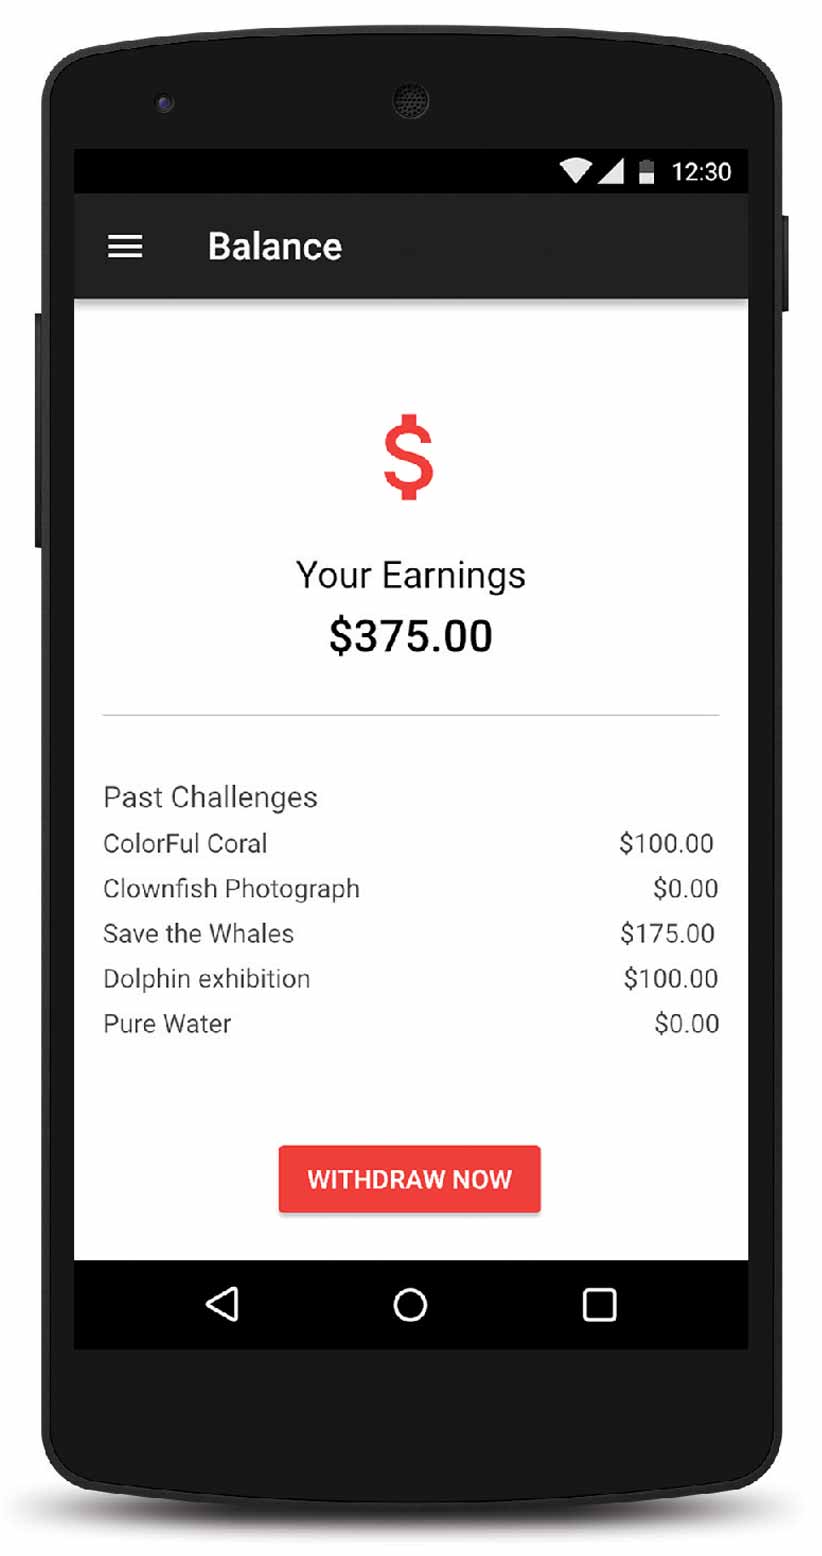 12:30
Balance
$
Your Earnings
$375.00
Past Challenges
ColorFul Coral $100.00
Clownfish Photograph $0.00
Save the Whales $175.00
Dolphin exhibition $100.00
Pure Water $0.00
WITHDRAW NOW